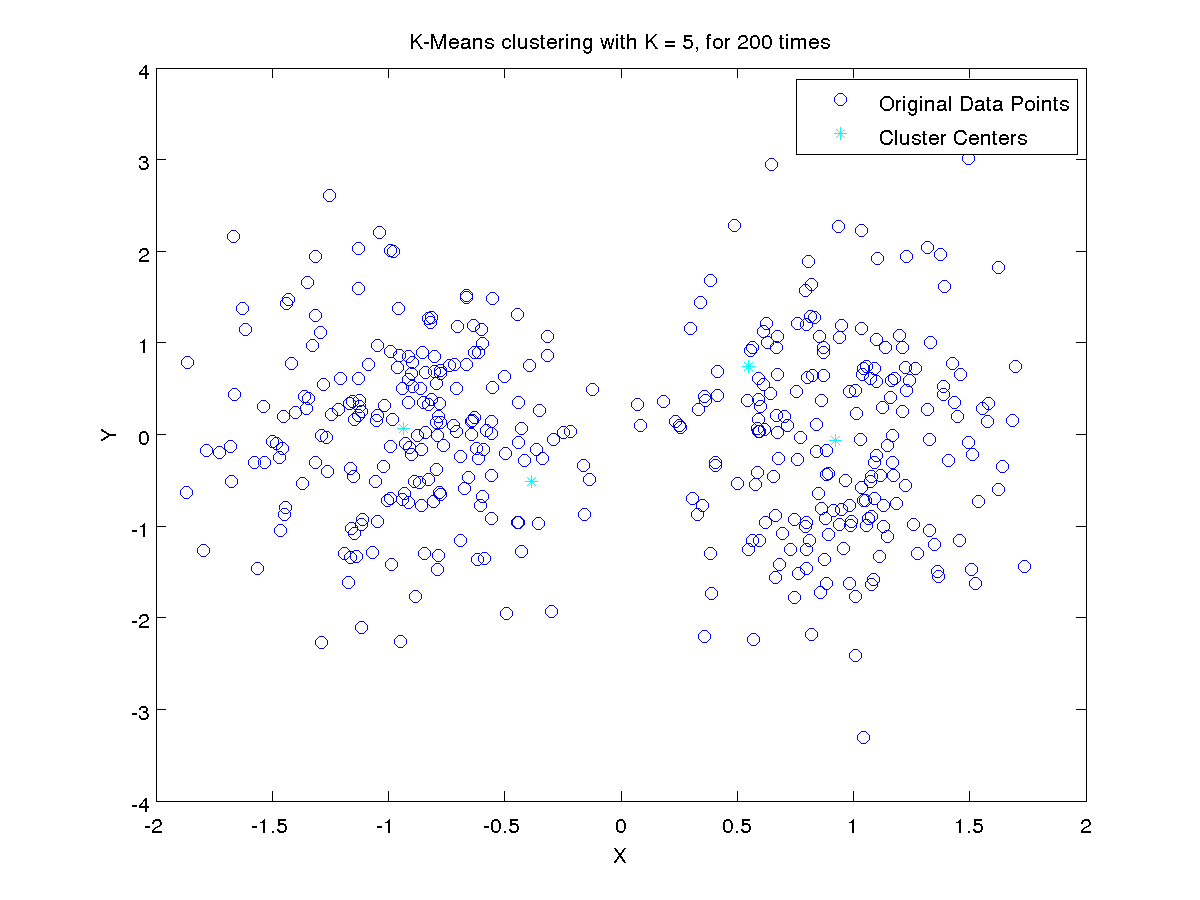 K-Means clustering with K = 5, for 200 times
Original Data Points
Cluster Centers
4
3
2
1
0
-1
-2
-3
-4
Y
-2 -1.5 -1 -0.5 0 0.5 1 1.5 2
X